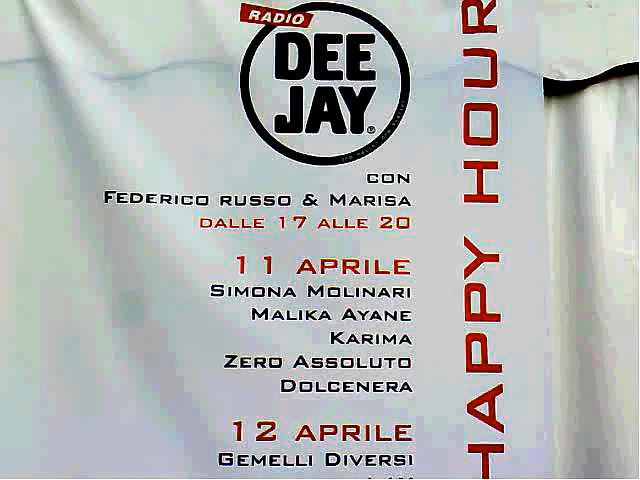 RADIO
DEE
JAY
CON
FEDERICO RUSSO & MARISA
DALLE 17 ALLE 20
11 APRILE
SIMONA MOLINARI
MALIKA AYANE
KARIMA
ZERO ASSOLUTO
DOLCENERA
12 APRILE
GEMELLI DIVERSI
HAPPY HOUR